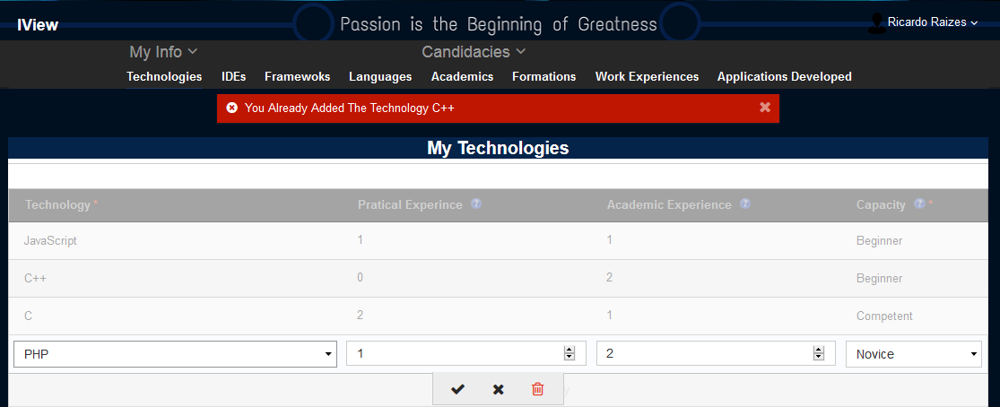 IView
Passion is the Beginning of Greatness
Ricardo Raizes
My Info
Candidacies
Technologies IDEs Framewoks Languages Academics Formations Work Experiences Applications Developed
You Already Added The Technology C++
My Technologies
Technology * Pratical Experince ? Academic Experience ? Capacity ? *
JavaScript 1 1 Beginner
C++ 0 2 Beginner
C 2 1 Competent
PHP 1 2 Novice